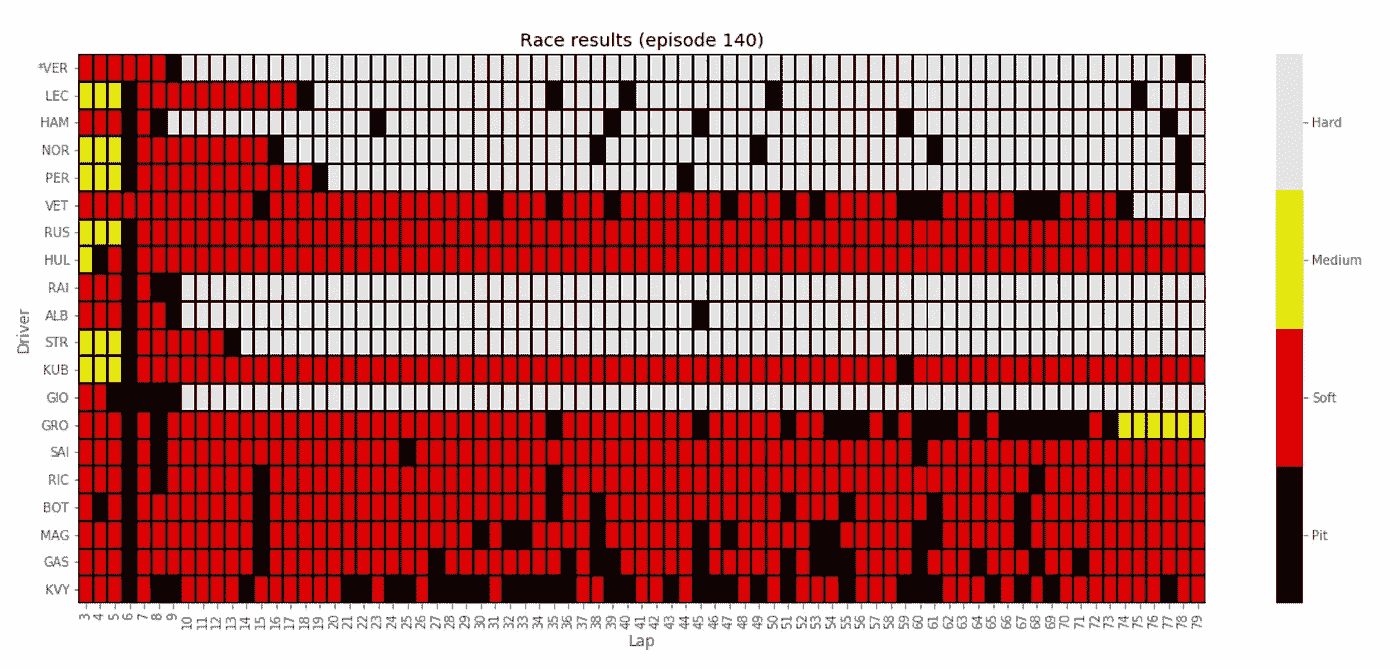 Race results (episode 140)
*VER
LEC
HAM
NOR
PER
VET
RUS
HUL
RAI
ALB
STR
KUB
GIO
GRO
SAI
RIC
BOT
MAG
GAS
KVY
Driver
3 4 5 6 7 8 9 10 11 12 13 14 15 16 17 18 19 20 21 22 23 24 25 26 27 28 29 30 31 32 33 34 35 36 37 38 39 40 41 42 43 44 45 46 47 48 49 50 51 52 53 54 55 56 57 58 59 60 61 62 63 64 65 66 67 68 69 70 71 72 73 74 75 76 77 78 79
Lap
Hard
Medium
Soft
Pit